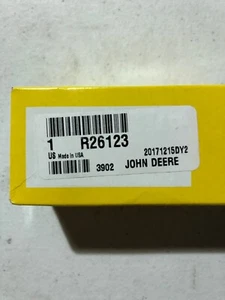 1 R26123
US Made in USA 20171215DY2
3902 JOHN DEERE